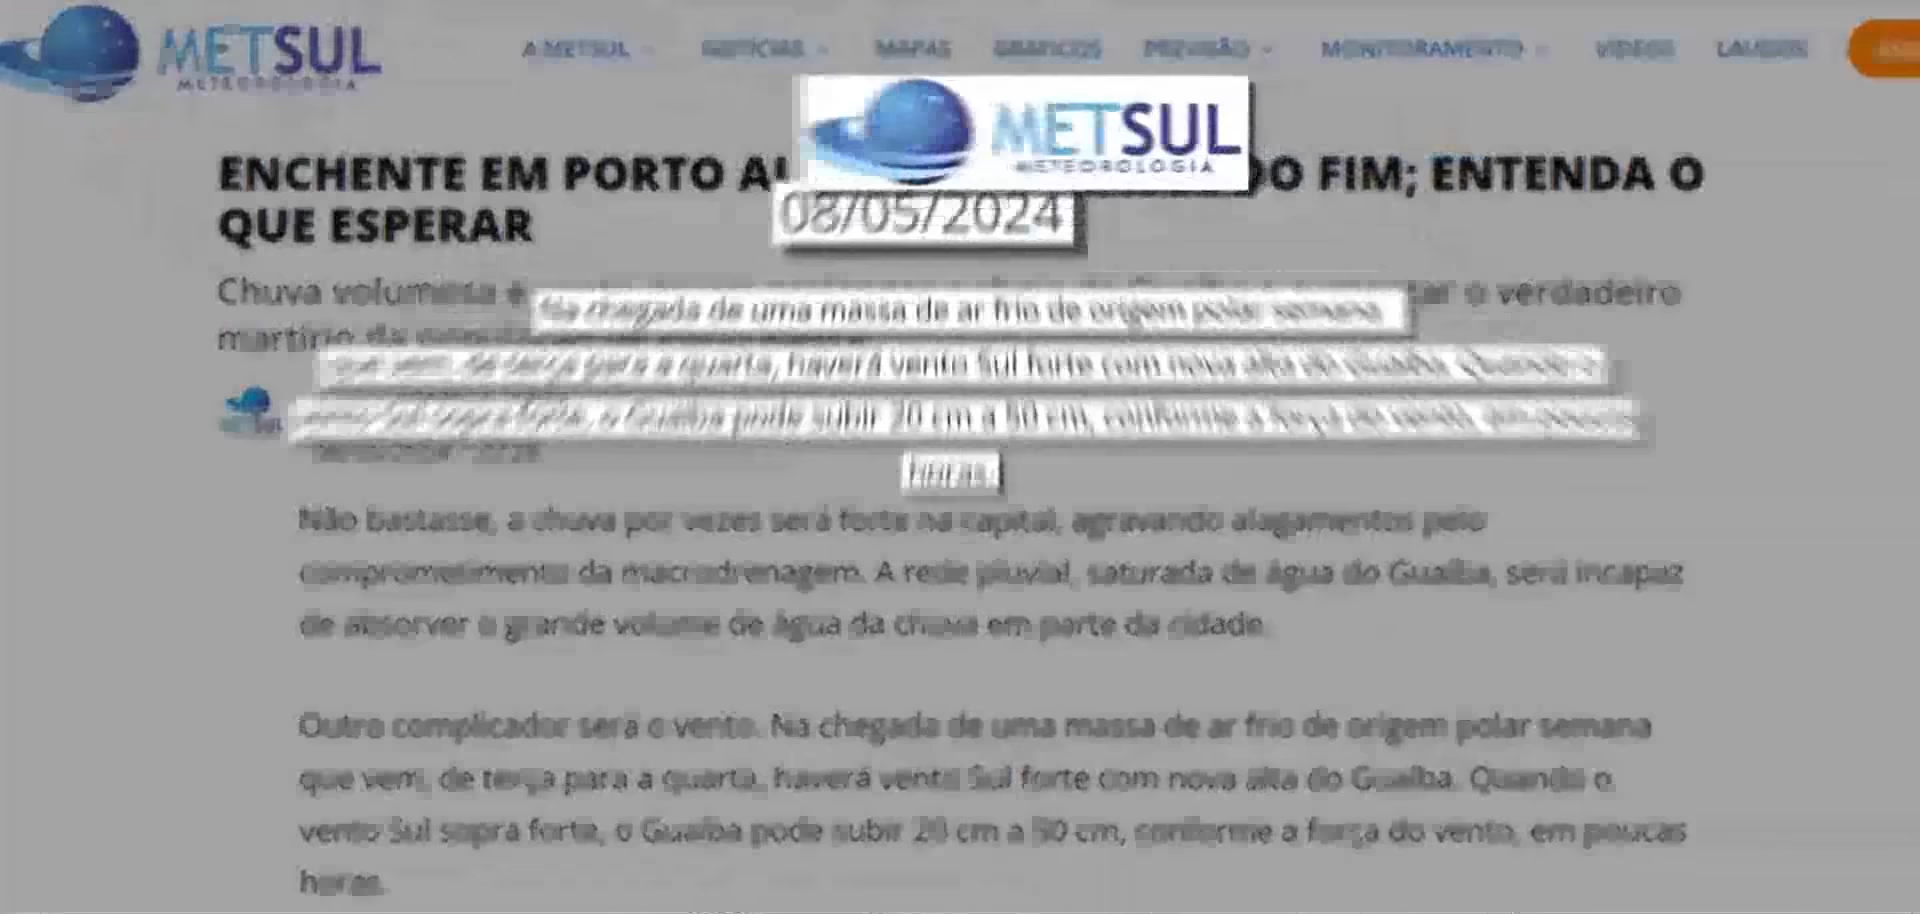 METSUL
METEOROLOGIA
A METSUL NOTÍCIAS MAPAS GRÁFICOS PREVISÃO MONITORAMENTO VÍDEOS LAUDOS
METSUL
METEOROLOGIA
ENCHENTE EM PORTO AL DO FIM; ENTENDA O
QUE ESPERAR
08/05/2024
Chuva volumosa e ar o verdadeiro
martírio da
Na chegada de uma massa de ar frio de origem polar semana
que vem, de terça para a quarta, haverá vento Sul forte com nova alta do Guaíba. Quando o
vento Sul sopra forte, o Guaíba pode subir 20 cm a 50 cm, conforme a força do vento, em poucas
horas.
Não bastasse, a chuva por vezes será forte na capital, agravando alagamentos pelo
comprometimento da macrodrenagem. A rede pluvial, saturada de água do Guaíba, será incapaz
de absorver o grande volume de água da chuva em parte da cidade.
Outro complicador será o vento. Na chegada de uma massa de ar frio de origem polar semana
que vem, de terça para a quarta, haverá vento Sul forte com nova alta do Guaíba. Quando o
vento Sul sopra forte, o Guaíba pode subir 20 cm a 50 cm, conforme a força do vento, em poucas
horas.